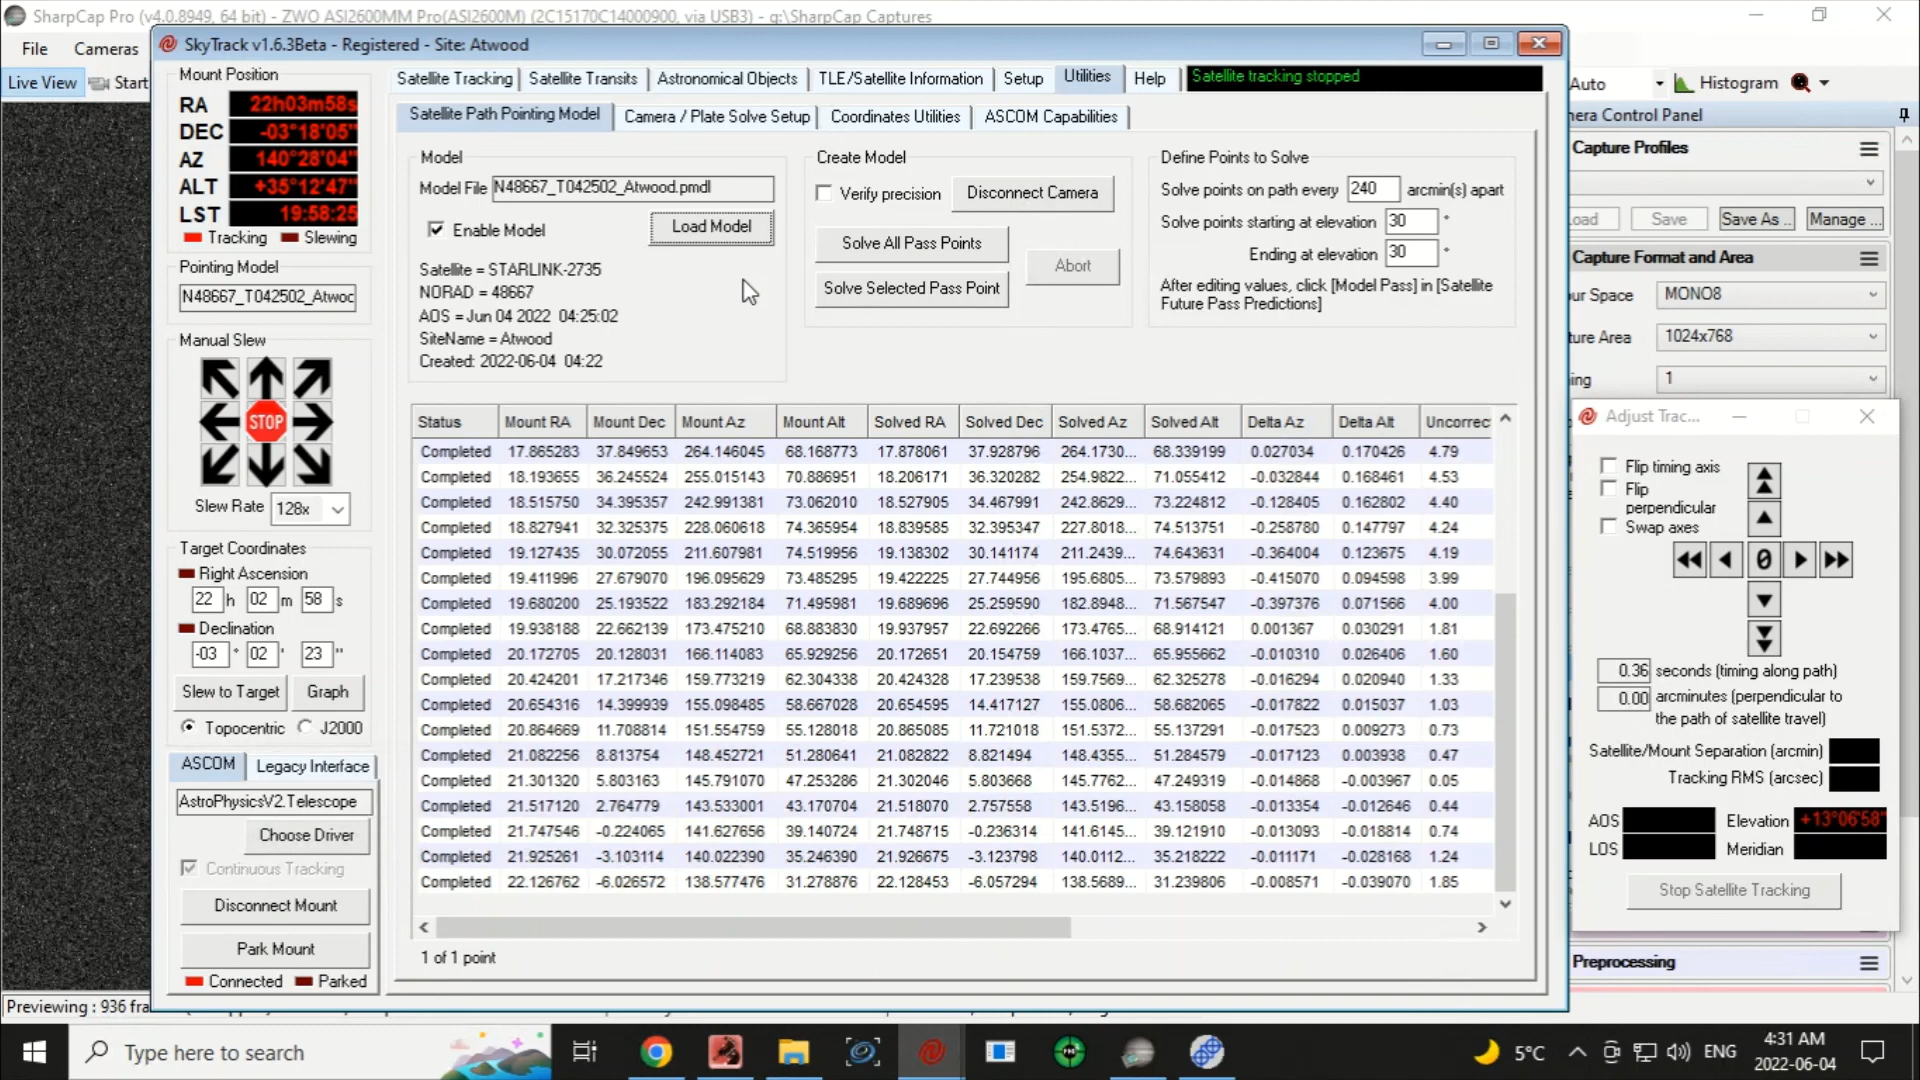 SharpCap Pro (v4.0.8949, 64 bit) - ZWO ASI2600MM Pro(ASI2600M) (2C15170C14000900, via USB3) - g:\SharpCap Captures
File Cameras
Live View Start
Auto Histogram
SkyTrack v1.6.3Beta - Registered - Site: Atwood
Satellite Tracking Satellite Transits Astronomical Objects TLE/Satellite Information Setup Utilities Help Satellite tracking stopped
Satellite Path Pointing Model Camera / Plate Solve Setup Coordinates Utilities ASCOM Capabilities
Mount Position
RA 22h03m58s
DEC -03°18'05"
AZ 140°28'04"
ALT +35°12'47"
LST 19:58:25
Tracking Slewing
Pointing Model
N48667_T042502_Atwoo
Manual Slew
STOP
Slew Rate 128x
Target Coordinates
Right Ascension
22 h 02 m 58 s
Declination
-03 ° 02 ' 23 "
Slew to Target Graph
Topocentric J2000
ASCOM Legacy Interface
AstroPhysicsV2.Telescope
Choose Driver
Continuous Tracking
Disconnect Mount
Park Mount
Connected Parked
Model
Model File N48667_T042502_Atwood.pmdl
Enable Model Load Model
Satellite = STARLINK-2735
NORAD = 48667
AOS = Jun 04 2022 04:25:02
SiteName = Atwood
Created: 2022-06-04 04:22
Create Model
Verify precision Disconnect Camera
Solve All Pass Points
Abort
Solve Selected Pass Point
Define Points to Solve
Solve points on path every 240 arcmin(s) apart
Solve points starting at elevation 30 °
Ending at elevation 30 °
After editing values, click [Model Pass] in [Satellite
Future Pass Predictions]
Status Mount RA Mount Dec Mount Az Mount Alt Solved RA Solved Dec Solved Az Solved Alt Delta Az Delta Alt Uncorrec
Completed 17.865283 37.849653 264.146045 68.168773 17.878061 37.928796 264.1730... 68.339199 0.027034 0.170426 4.79
Completed 18.193655 36.245524 255.015143 70.886951 18.206171 36.320282 254.9822... 71.055412 -0.032844 0.168461 4.53
Completed 18.515750 34.395357 242.991381 73.062010 18.527905 34.467991 242.8629... 73.224812 -0.128405 0.162802 4.40
Completed 18.827941 32.325375 228.060618 74.365954 18.839585 32.395347 227.8018... 74.513751 -0.258780 0.147797 4.24
Completed 19.127435 30.072055 211.607981 74.519956 19.138302 30.141174 211.2439... 74.643631 -0.364004 0.123675 4.19
Completed 19.411996 27.679070 196.095629 73.485295 19.422225 27.744956 195.6805... 73.579893 -0.415070 0.094598 3.99
Completed 19.680200 25.193522 183.292184 71.495981 19.689696 25.259590 182.8948... 71.567547 -0.397376 0.071566 4.00
Completed 19.938188 22.662139 173.475210 68.883830 19.937957 22.692266 173.4765... 68.914121 0.001367 0.030291 1.81
Completed 20.172705 20.128031 166.114083 65.929256 20.172651 20.154759 166.1037... 65.955662 -0.010310 0.026406 1.60
Completed 20.424201 17.217346 159.773219 62.304338 20.424328 17.239538 159.7569... 62.325278 -0.016294 0.020940 1.33
Completed 20.654316 14.399939 155.098485 58.667028 20.654595 14.417127 155.0806... 58.682065 -0.017822 0.015037 1.03
Completed 20.864669 11.708814 151.554759 55.128018 20.865085 11.721018 151.5372... 55.137291 -0.017523 0.009273 0.73
Completed 21.082256 8.813754 148.452721 51.280641 21.082822 8.821494 148.4355... 51.284579 -0.017123 0.003938 0.47
Completed 21.301320 5.803163 145.791070 47.253286 21.302046 5.803668 145.7762... 47.249319 -0.014868 -0.003967 0.05
Completed 21.517120 2.764779 143.533001 43.170704 21.518070 2.757558 143.5196... 43.158058 -0.013354 -0.012646 0.44
Completed 21.747546 -0.224065 141.627656 39.140724 21.748715 -0.236314 141.6145... 39.121910 -0.013093 -0.018814 0.74
Completed 21.925261 -3.103114 140.022390 35.246390 21.926675 -3.123798 140.0112... 35.218222 -0.011171 -0.028168 1.24
Completed 22.126762 -6.026572 138.577476 31.278876 22.128453 -6.057294 138.5689... 31.239806 -0.008571 -0.039070 1.85
1 of 1 point
mera Control Panel
Capture Profiles
oad Save Save As .. Manage ...
Capture Format and Area
our Space MONO8
ture Area 1024x768
ing 1
Adjust Trac...
Flip timing axis
Flip
perpendicular
Swap axes
0
0.36 seconds (timing along path)
0.00 arcminutes (perpendicular to
the path of satellite travel)
Satellite/Mount Separation (arcmin)
Tracking RMS (arcsec)
AOS Elevation +13°06'58"
LOS Meridian
Stop Satellite Tracking
Preprocessing
Previewing : 936 fra
Type here to search
5°C ENG 4:31 AM
2022-06-04